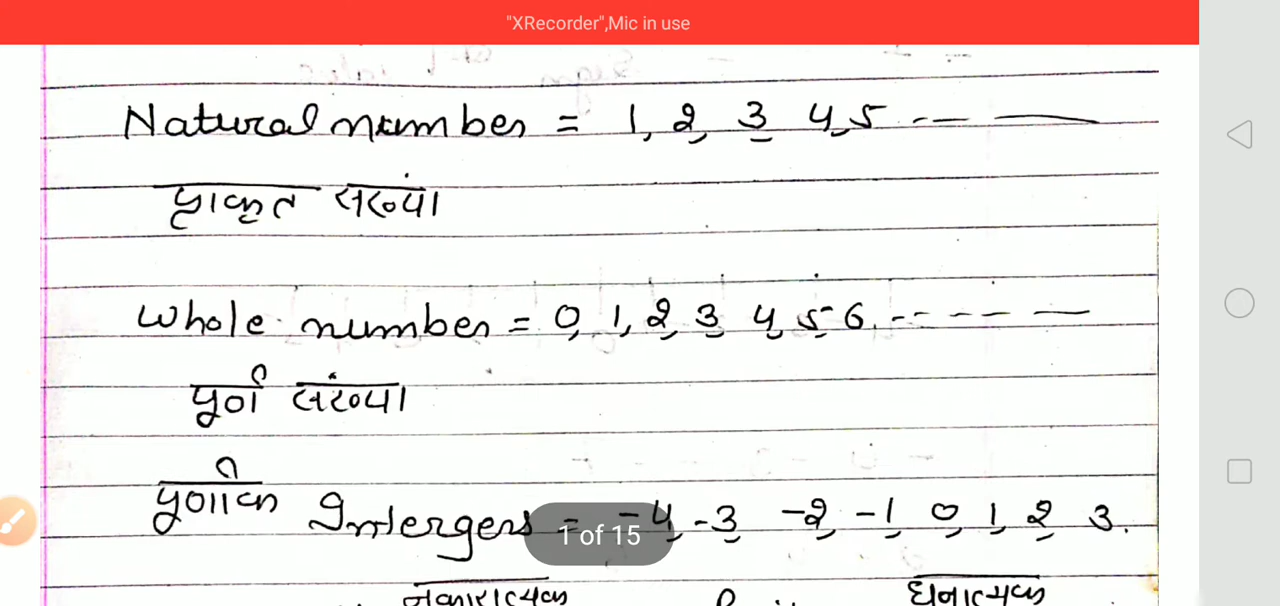 "XRecorder",Mic in use
Natural number = 1, 2, 3 4, 5 -- —
प्राकृत संख्या
Whole number = 0, 1, 2, 3 4, 5 6. -- - - —
पूर्ण संख्या
पूर्णांक Intergers = -4, -3 -2, -1, 0, 1, 2 3.
1 of 15
नकारात्मक धनात्मक